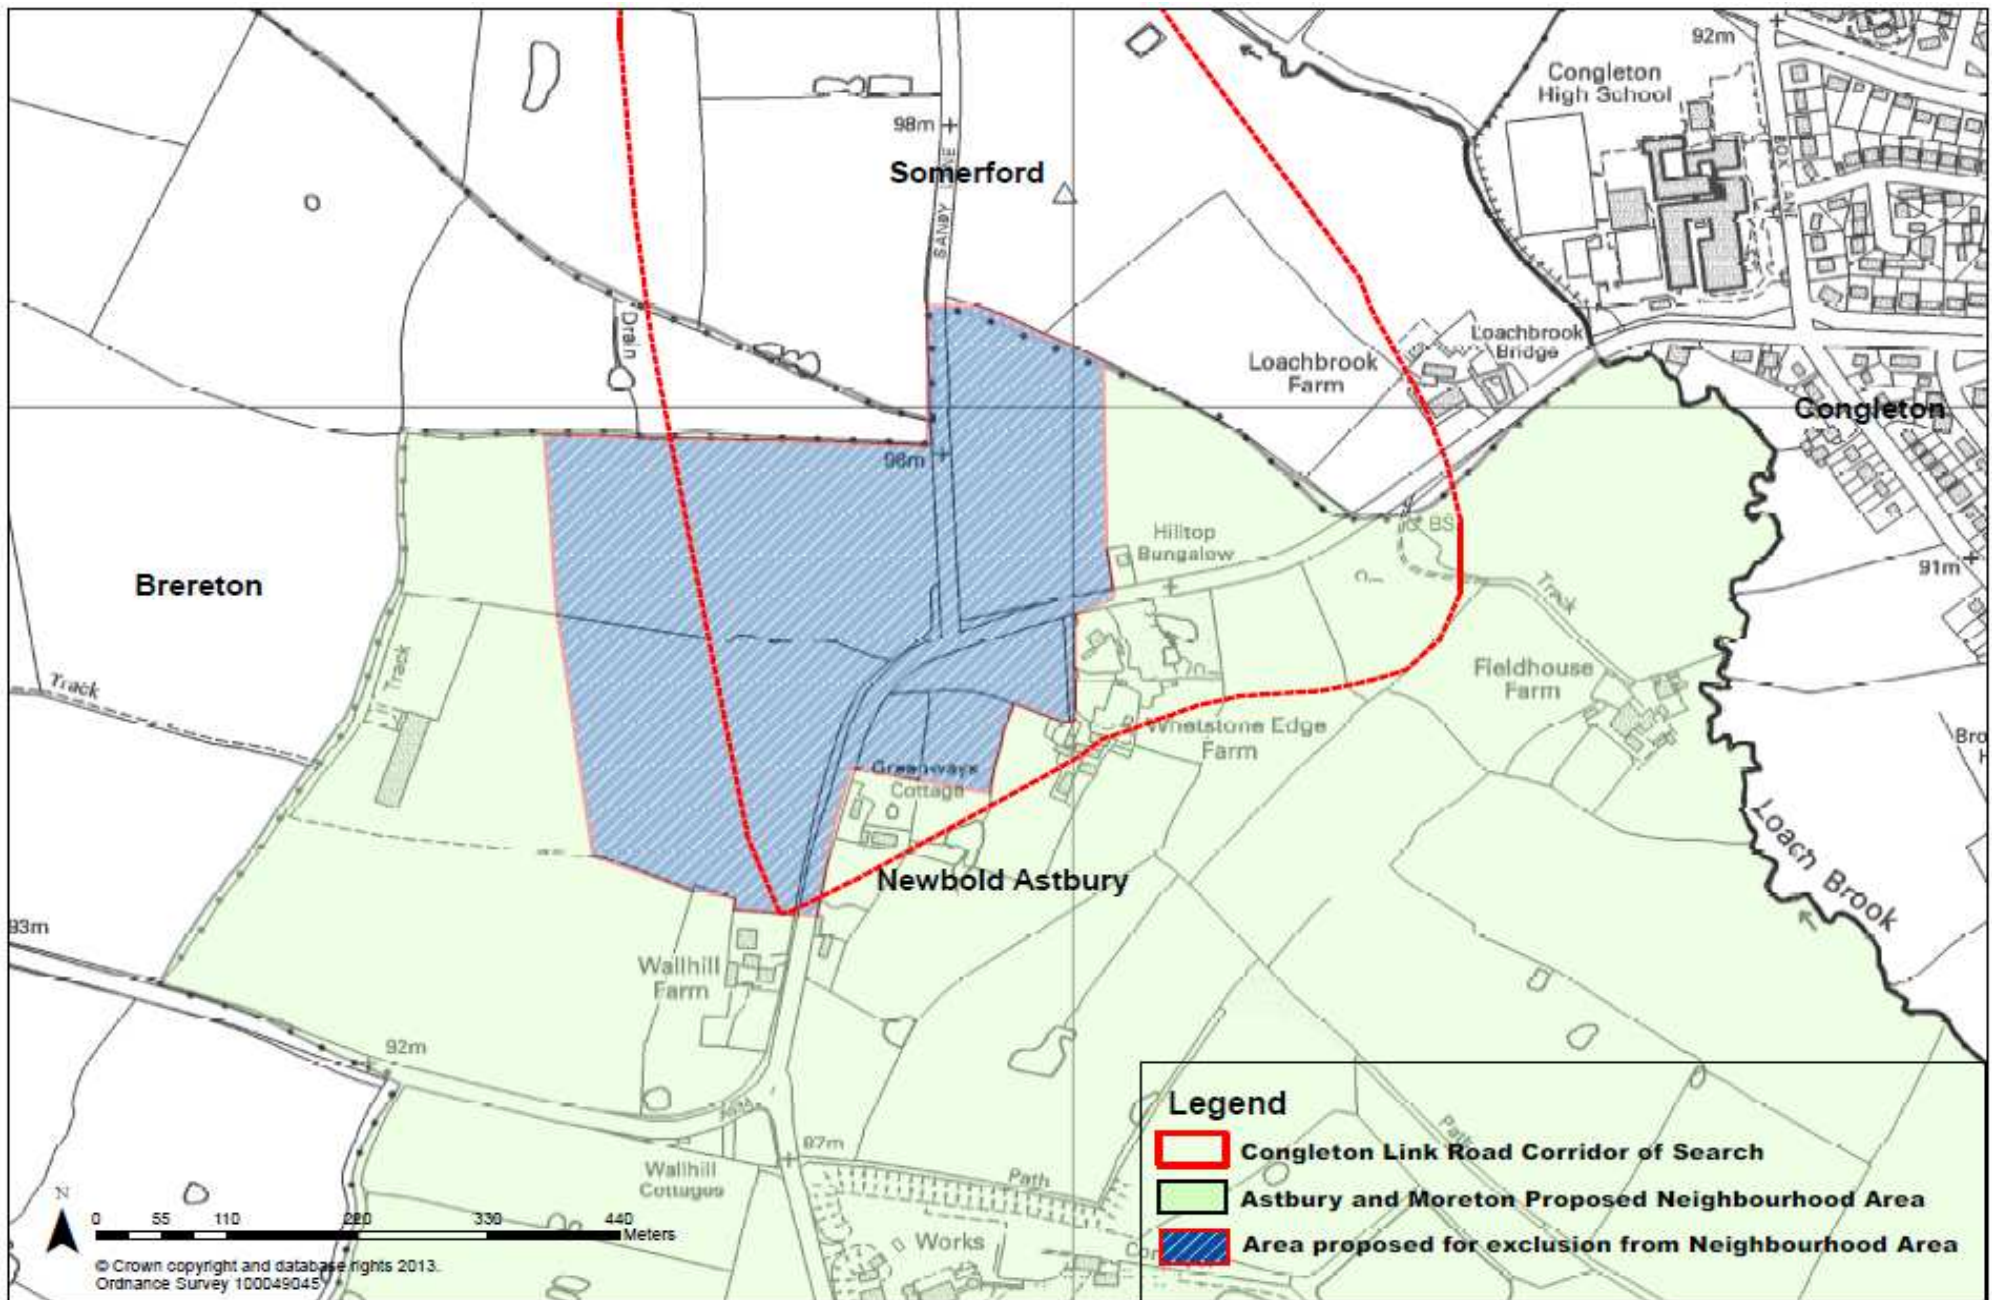 92m
Congleton
High School
98m
Somerford
SANDY LANE
BOX LANE
Drain
Loachbrook
Bridge
Loachbrook
Farm
Congleton
96m
BS
Hilltop
Bungalow
91m
Brereton
Track
Track
Track
Fieldhouse
Farm
Whetstone Edge
Farm
Greenways
Cottage
Loach Brook
Newbold Astbury
93m
Wallhill
Farm
92m
87m
Wallhill
Cottages
Path
Path
Works
N
0 55 110 220 330 440
Meters
© Crown copyright and database rights 2013.
Ordnance Survey 100049045
Legend
Congleton Link Road Corridor of Search
Astbury and Moreton Proposed Neighbourhood Area
Area proposed for exclusion from Neighbourhood Area